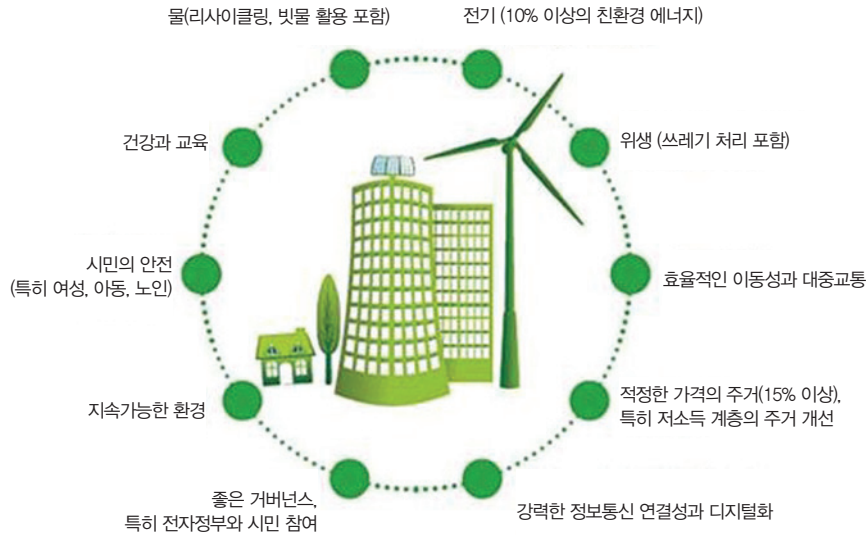 물(리사이클링, 빗물 활용 포함)
전기 (10% 이상의 친환경 에너지)
건강과 교육
위생 (쓰레기 처리 포함)
시민의 안전
(특히 여성, 아동, 노인)
효율적인 이동성과 대중교통
지속가능한 환경
적정한 가격의 주거(15% 이상),
특히 저소득 계층의 주거 개선
좋은 거버넌스,
특히 전자정부와 시민 참여
강력한 정보통신 연결성과 디지털화